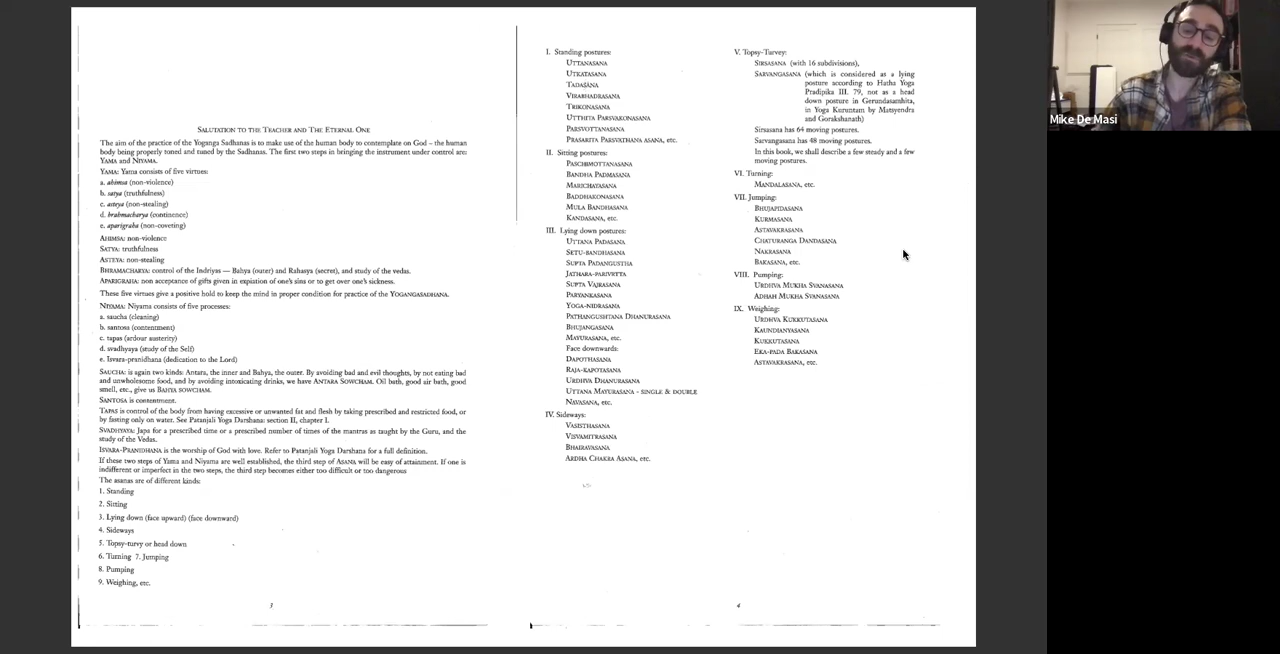 SALUTATION TO THE TEACHER AND THE ETERNAL ONE
The aim of the practice of the Yoganga Sadhanas is to make use of the human body to contemplate on God – the human
body being properly toned and tuned by the Sadhanas. The first two steps in bringing the instrument under control are:
YAMA and NIYAMA.
YAMA: Yama consists of five virtues:
a. ahimsa (non-violence)
b. satya (truthfulness)
c. asteya (non-stealing)
d. brahmacharya (continence)
e. aparigraha (non-coveting)
AHIMSA: non-violence
SATYA: truthfulness
ASTEYA: non-stealing
BHRAMACHARYA: control of the Indriyas — Bahya (outer) and Rahasya (secret), and study of the vedas.
APARIGRAHA: non acceptance of gifts given in expiation of one's sins or to get over one's sickness.
These five virtues give a positive hold to keep the mind in proper condition for practice of the YOGANGASADHANA.
NIYAMA: Niyama consists of five processes:
a. saucha (cleaning)
b. santosa (contentment)
c. tapas (ardour austerity)
d. svadhyaya (study of the Self)
e. Isvara-pranidhana (dedication to the Lord)
SAUCHA: is again two kinds: Antara, the inner and Bahya, the outer. By avoiding bad and evil thoughts, by not eating bad
and unwholesome food, and by avoiding intoxicating drinks, we have ANTARA SOWCHAM. Oil bath, good air bath, good
smell, etc., give us BAHYA SOWCHAM.
SANTOSA is contentment.
TAPAS is control of the body from having excessive or unwanted fat and flesh by taking prescribed and restricted food, or
by fasting only on water. See Patanjali Yoga Darshana: section II, chapter I.
SVADHYAYA: Japa for a prescribed time or a prescribed number of times of the mantras as taught by the Guru, and the
study of the Vedas.
ISVARA-PRANIDHANA is the worship of God with love. Refer to Patanjali Yoga Darshana for a full definition.
If these two steps of Yama and Niyama are well established, the third step of ASANA will be easy of attainment. If one is
indifferent or imperfect in the two steps, the third step becomes either too difficult or too dangerous
The asanas are of different kinds:
1. Standing
2. Sitting
3. Lying down (face upward) (face downward)
4. Sideways
5. Topsy-turvy or head down
6. Turning 7. Jumping
8. Pumping
9. Weighing, etc.
3
I. Standing postures:
UTTANASANA
UTKATASANA
TADASANA
VIRABHADRASANA
TRIKONASANA
UTTHITA PARSVAKONASANA
PARSVOTTANASANA
PRASARITA PARSVATHANA ASANA, etc.
II. Sitting postures:
PASCHIMOTTANASANA
BANDHA PADMASANA
MARICHAYASANA
BADDHAKONASANA
MULA BANDHASANA
KANDASANA, etc.
III. Lying down postures:
UTTANA PADASANA
SETU-BANDHASANA
SUPTA PADANGUSTHA
JATHARA-PARIVRTTA
SUPTA VAJRASANA
PARYANKASANA
YOGA-NIDRASANA
PATHANGUSHTANA DHANURASANA
BHUJANGASANA
MAYURASANA, etc.
Face downwards:
DAPOTHASANA
RAJA-KAPOTASANA
URDHVA DHANURASANA
UTTANA MAYURASANA - SINGLE & DOUBLE
NAVASANA, etc.
IV. Sideways:
VASISTHASANA
VISVAMITRASANA
BHAIRAVASANA
ARDHA CHAKRA ASANA, etc.
V. Topsy-Turvey:
SIRSASANA (with 16 subdivisions),
SARVANGASANA (which is considered as a lying
posture according to Hatha Yoga
Pradipika III. 79, not as a head
down posture in Gerundasamhita,
in Yoga Kuruntam by Matsyendra
and Gorakshanath)
Sirsasana has 64 moving postures.
Sarvangasana has 48 moving postures.
In this book, we shall describe a few steady and a few
moving postures.
VI. Turning:
MANDALASANA, etc.
VII. Jumping:
BHUJAPIDASANA
KURMASANA
ASTAVAKRASANA
CHATURANGA DANDASANA
NAKRASANA
BAKASANA, etc.
VIII. Pumping:
URDHVA MUKHA SVANASANA
ADHAH MUKHA SVANASANA
IX. Weighing:
URDHVA KUKKUTASANA
KAUNDIANYASANA
KUKKUTASANA
EKA-PADA BAKASANA
ASTAVAKRASANA, etc.
4
Mike De Masi